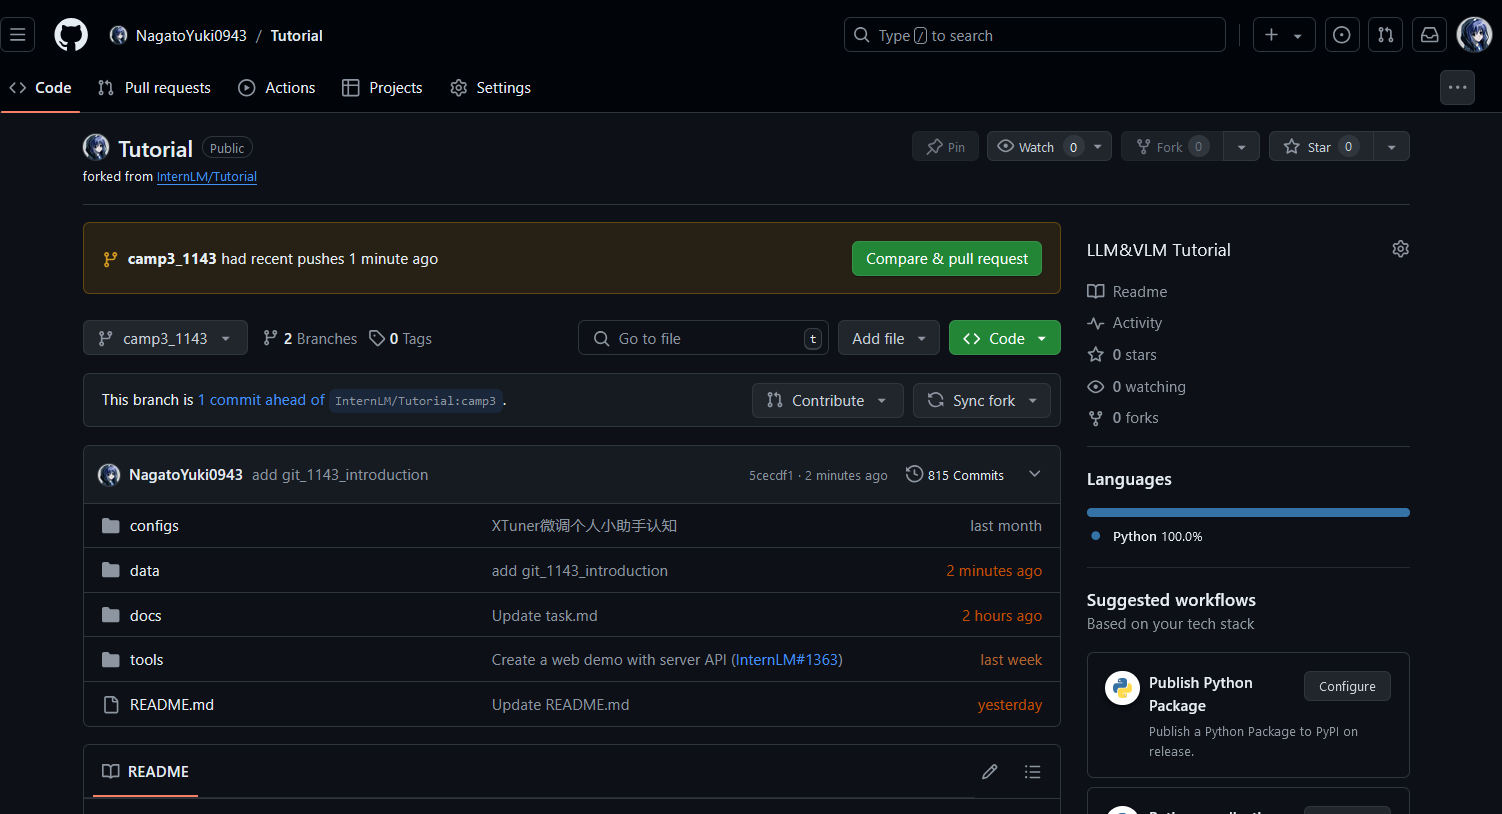 NagatoYuki0943 / Tutorial
Type / to search
Code Pull requests Actions Projects Settings
Tutorial Public
Pin Watch 0 Fork 0 Star 0
forked from InternLM/Tutorial
camp3_1143 had recent pushes 1 minute ago
Compare & pull request
camp3_1143 2 Branches 0 Tags
Go to file t
Add file
Code
This branch is 1 commit ahead of InternLM/Tutorial:camp3 .
Contribute
Sync fork
NagatoYuki0943 add git_1143_introduction 5cecdf1 · 2 minutes ago 815 Commits
configs XTuner微调个人小助手认知 last month
data add git_1143_introduction 2 minutes ago
docs Update task.md 2 hours ago
tools Create a web demo with server API (InternLM#1363) last week
README.md Update README.md yesterday
README
LLM&VLM Tutorial
Readme
Activity
0 stars
0 watching
0 forks
Languages
Python 100.0%
Suggested workflows
Based on your tech stack
Publish Python
Package
Configure
Publish a Python Package to PyPI on
release.